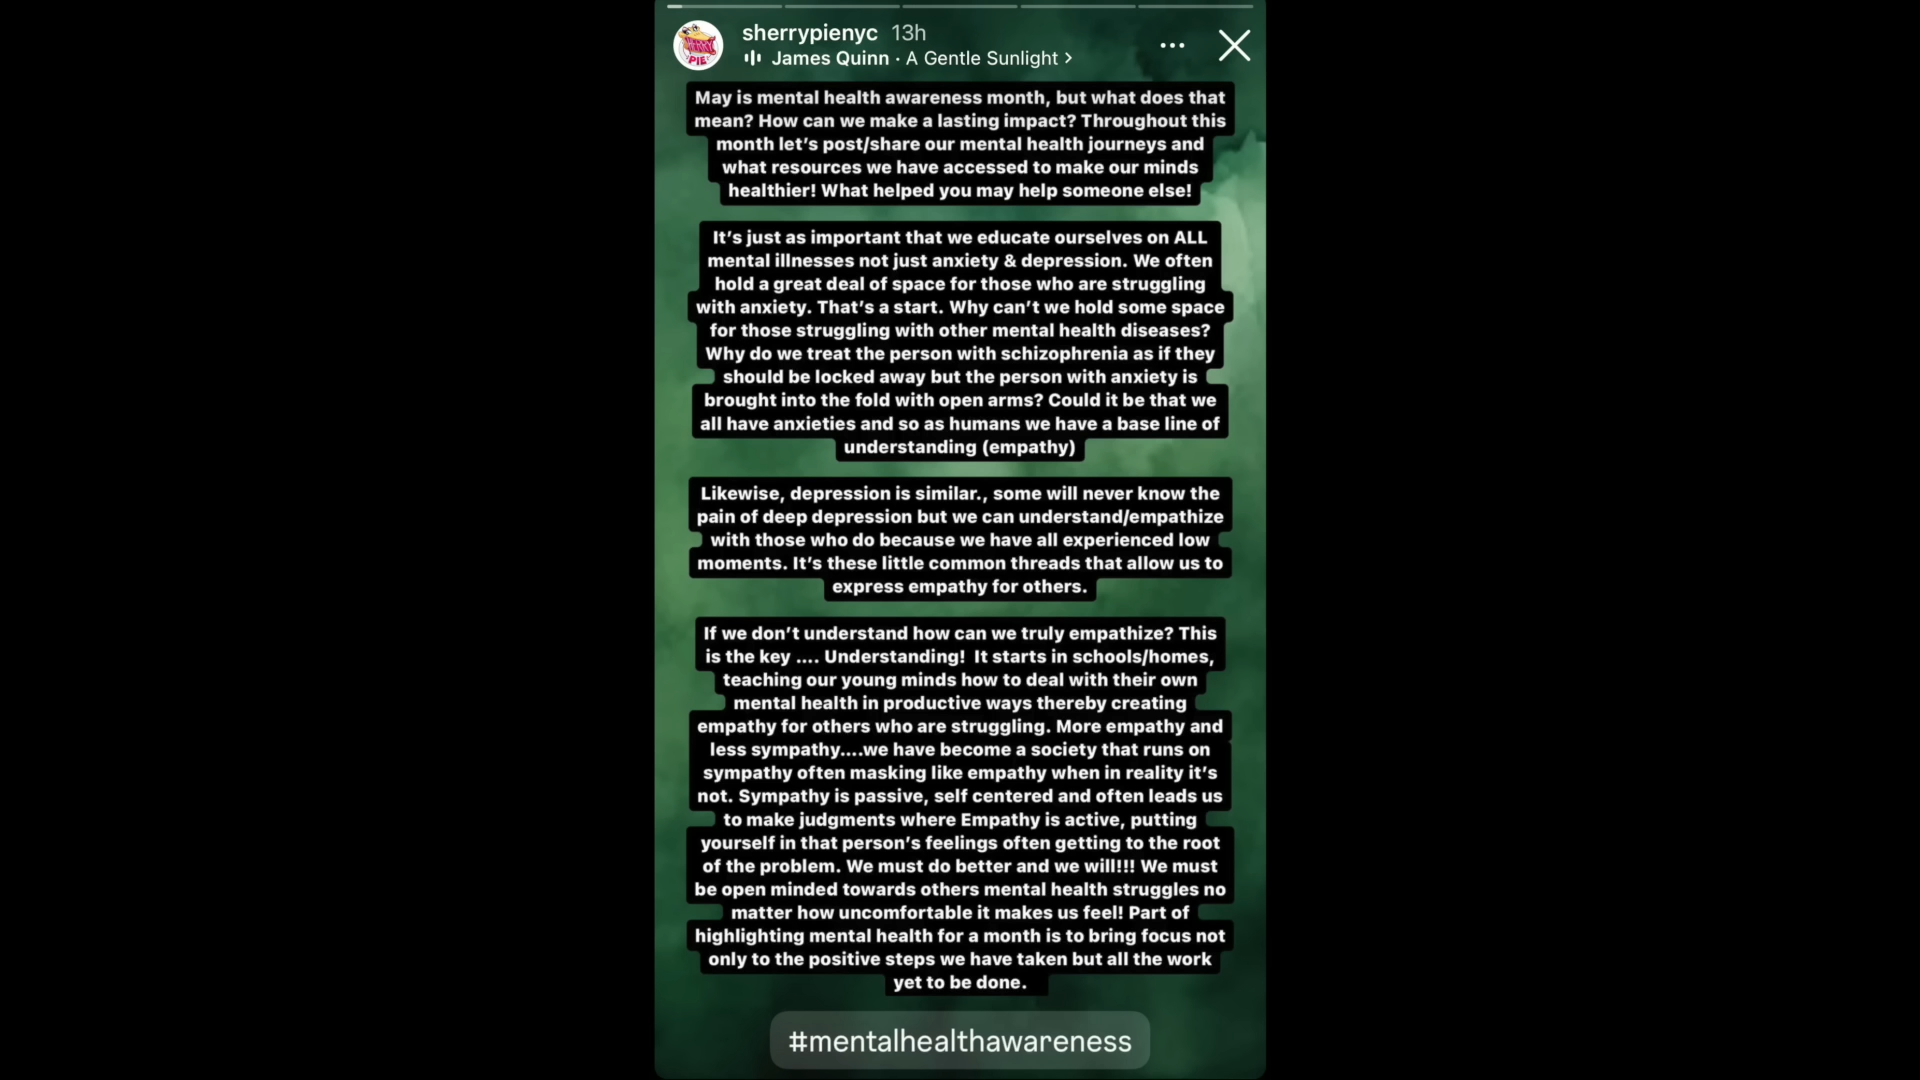 sherrypienyc 13h
James Quinn · A Gentle Sunlight >
SHERRY
PIE
May is mental health awareness month, but what does that
mean? How can we make a lasting impact? Throughout this
month let's post/share our mental health journeys and
what resources we have accessed to make our minds
healthier! What helped you may help someone else!
It's just as important that we educate ourselves on ALL
mental illnesses not just anxiety & depression. We often
hold a great deal of space for those who are struggling
with anxiety. That's a start. Why can't we hold some space
for those struggling with other mental health diseases?
Why do we treat the person with schizophrenia as if they
should be locked away but the person with anxiety is
brought into the fold with open arms? Could it be that we
all have anxieties and so as humans we have a base line of
understanding (empathy)
Likewise, depression is similar., some will never know the
pain of deep depression but we can understand/empathize
with those who do because we have all experienced low
moments. It's these little common threads that allow us to
express empathy for others.
If we don't understand how can we truly empathize? This
is the key .... Understanding!  It starts in schools/homes,
teaching our young minds how to deal with their own
mental health in productive ways thereby creating
empathy for others who are struggling. More empathy and
less sympathy....we have become a society that runs on
sympathy often masking like empathy when in reality it's
not. Sympathy is passive, self centered and often leads us
to make judgments where Empathy is active, putting
yourself in that person's feelings often getting to the root
of the problem. We must do better and we will!!! We must
be open minded towards others mental health struggles no
matter how uncomfortable it makes us feel! Part of
highlighting mental health for a month is to bring focus not
only to the positive steps we have taken but all the work
yet to be done.
#mentalhealthawareness